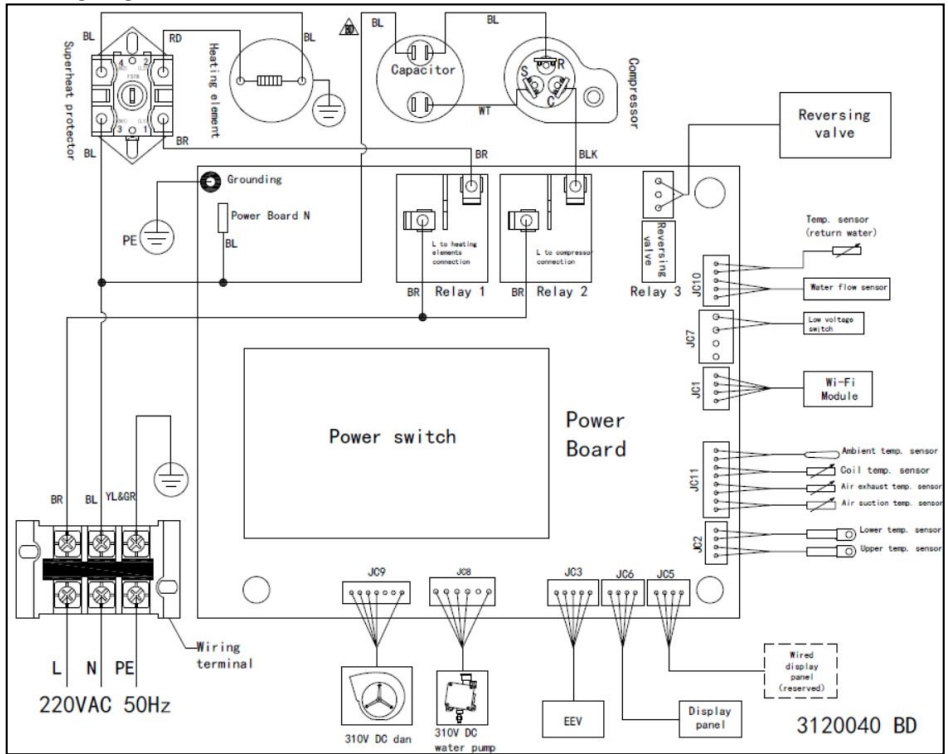 BL
RD
BL
BD
BL
BL
Superheat protector
Heating element
Capacitor
S
R
C
Compressor
4
2
3
1
WT
BL
BR
BR
BLK
Reversing
valve
Grounding
Power Board N
PE
BL
L to heating
elements
connection
L to compressor
connection
Reversing
valve
BR
Relay 1
BR
Relay 2
Relay 3
Temp. sensor
(return water)
JC10
Water flow sensor
JC7
Low voltage
switch
JC1
Wi-Fi
Module
Power switch
Power
Board
JC11
Ambient temp. sensor
Coil temp. sensor
Air exhaust temp. sensor
Air suction temp. sensor
JC2
Lower temp. sensor
Upper temp. sensor
BR
BL
YL&GR
JC9
JC8
JC3
JC6
JC5
Wiring
terminal
L
N
PE
220VAC 50Hz
310V DC dan
310V DC
water pump
EEV
Display
panel
Wired
display
panel
(reserved)
3120040 BD